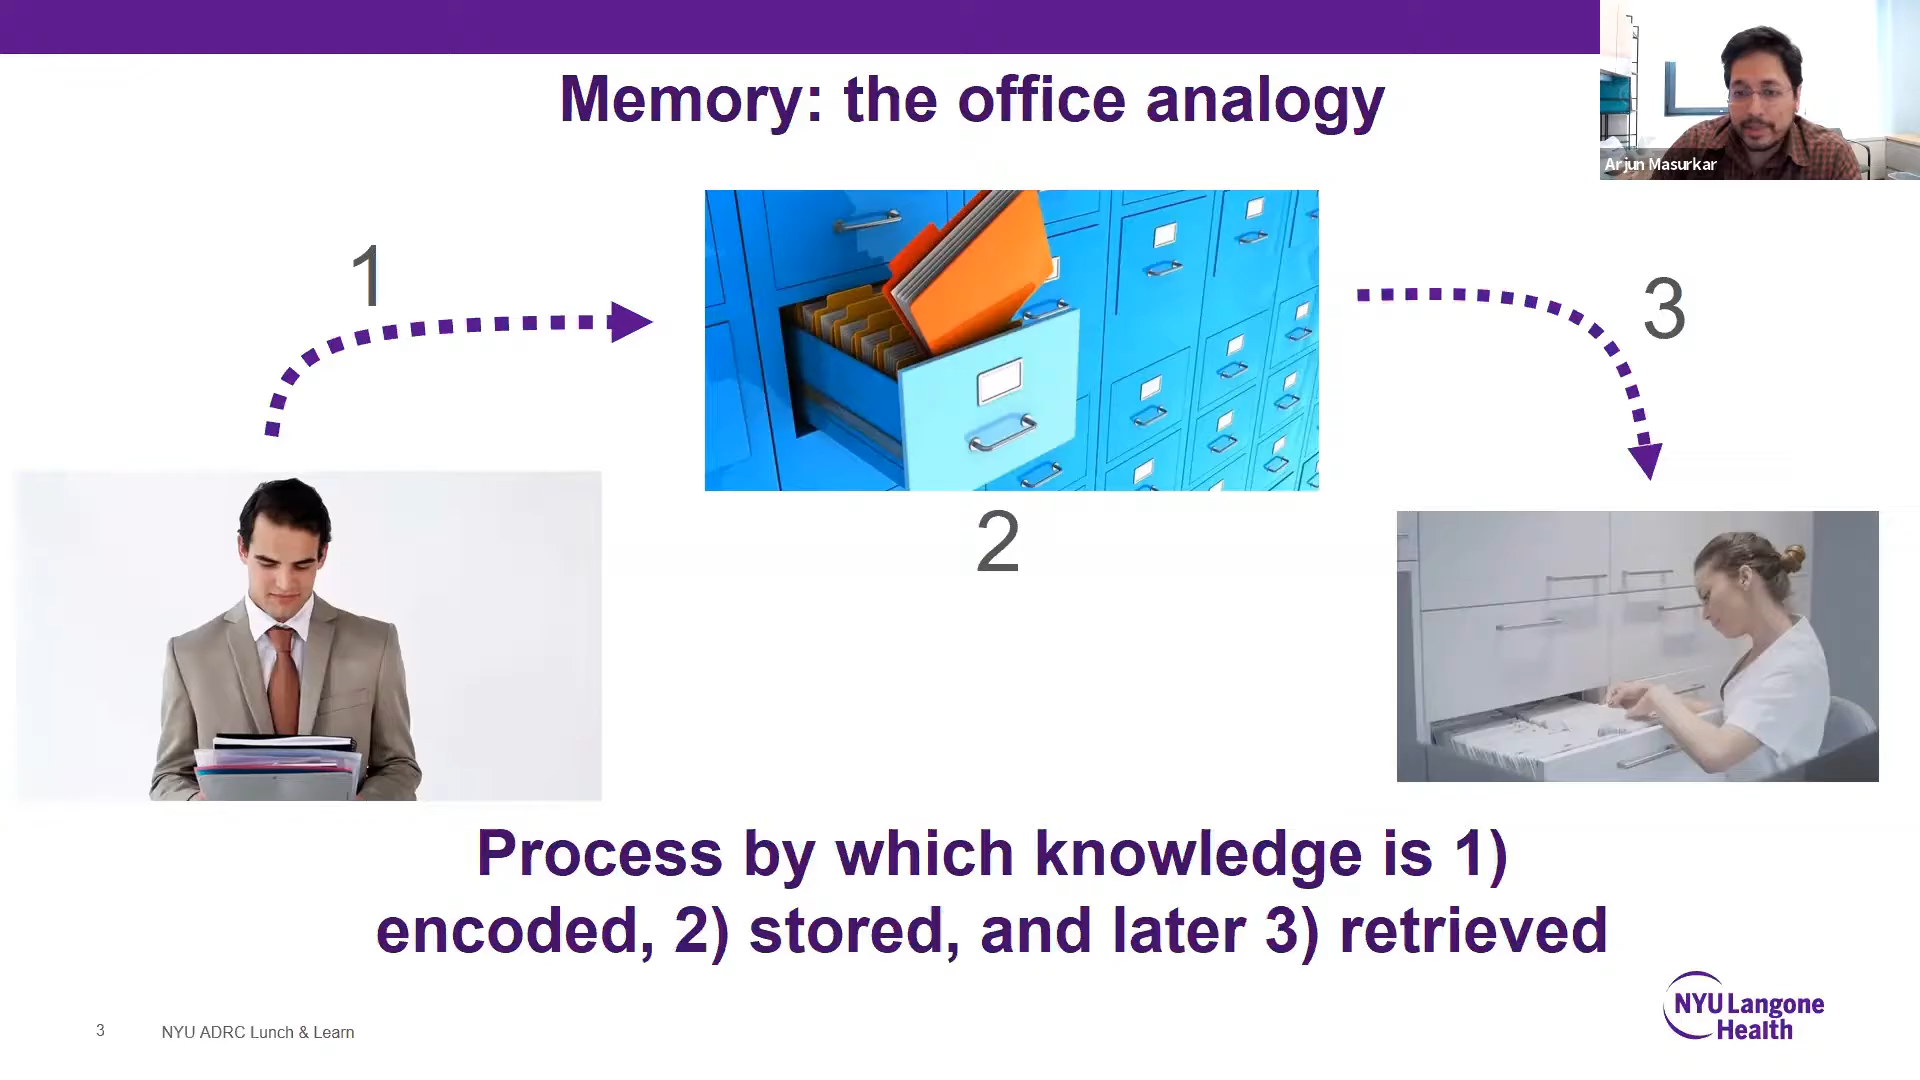 Memory: the office analogy
Arjun Masurkar
1
3
2
Process by which knowledge is 1)
encoded, 2) stored, and later 3) retrieved
NYU Langone
Health
3
NYU ADRC Lunch & Learn